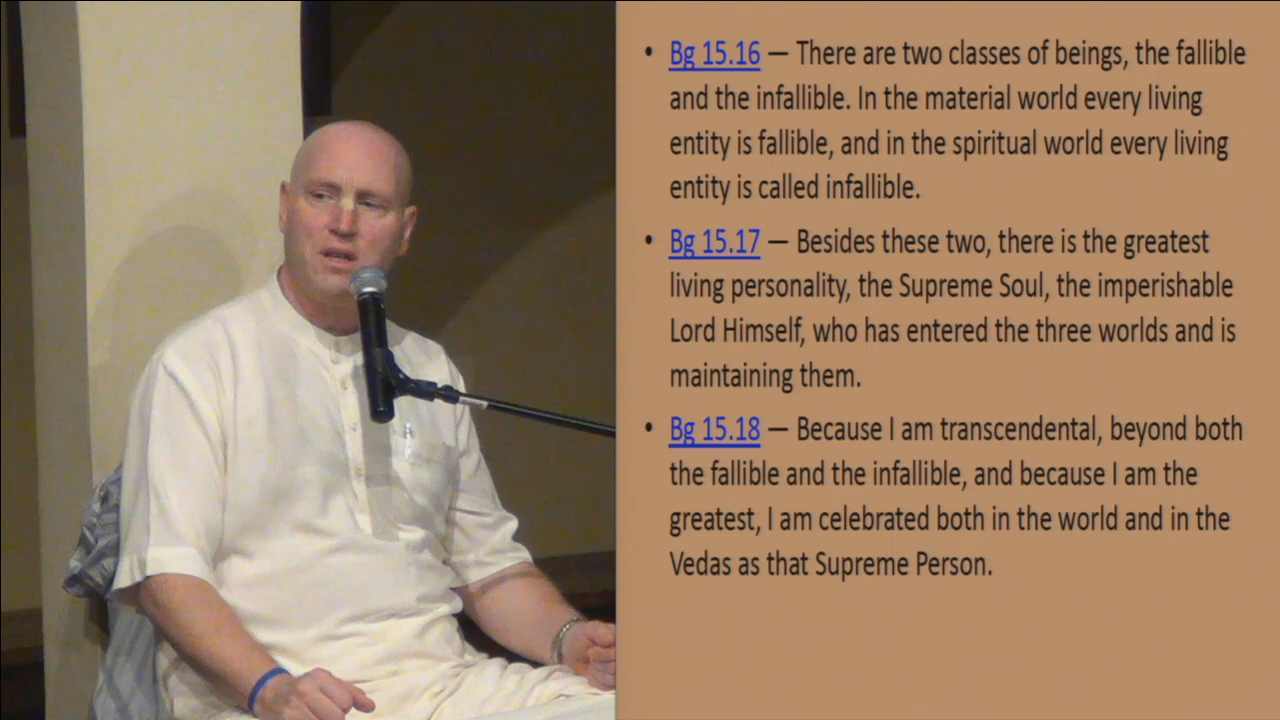 • Bg 15.16 — There are two classes of beings, the fallible
and the infallible. In the material world every living
entity is fallible, and in the spiritual world every living
entity is called infallible.
• Bg 15.17 — Besides these two, there is the greatest
living personality, the Supreme Soul, the imperishable
Lord Himself, who has entered the three worlds and is
maintaining them.
• Bg 15.18 — Because I am transcendental, beyond both
the fallible and the infallible, and because I am the
greatest, I am celebrated both in the world and in the
Vedas as that Supreme Person.